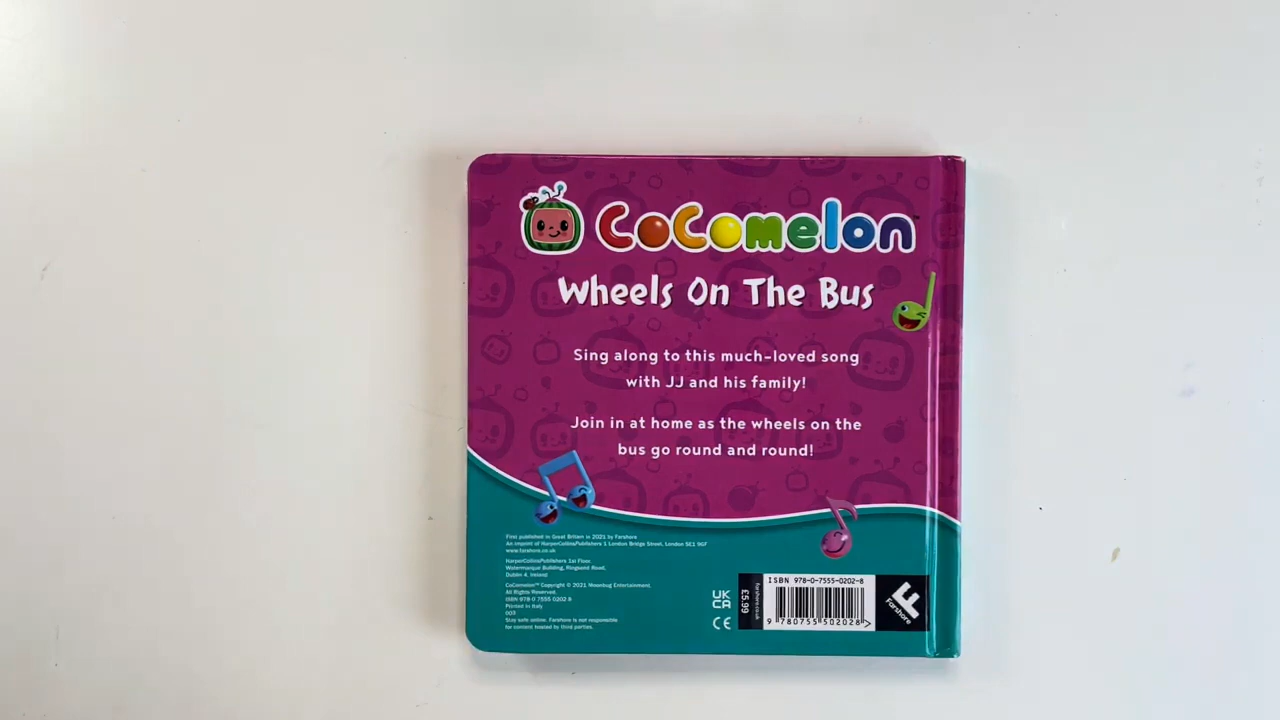 CoComelon™
Wheels On The Bus
Sing along to this much-loved song
with JJ and his family!
Join in at home as the wheels on the
bus go round and round!
First published in Great Britain in 2021 by Farshore
An imprint of HarperCollinsPublishers 1 London Bridge Street, London SE1 9GF
www.farshore.co.uk
HarperCollinsPublishers 1st Floor,
Watermarque Building, Ringsend Road,
Dublin 4, Ireland
CoComelon™ Copyright © 2021 Moonbug Entertainment.
All Rights Reserved.
ISBN 978 0 7555 0202 8
Printed in Italy
003
Stay safe online. Farshore is not responsible
for content hosted by third parties.
UK
CA
CE
£5.99
farshore.co.uk
ISBN 978-0-7555-0202-8
9 780755 502028 >
Farshore